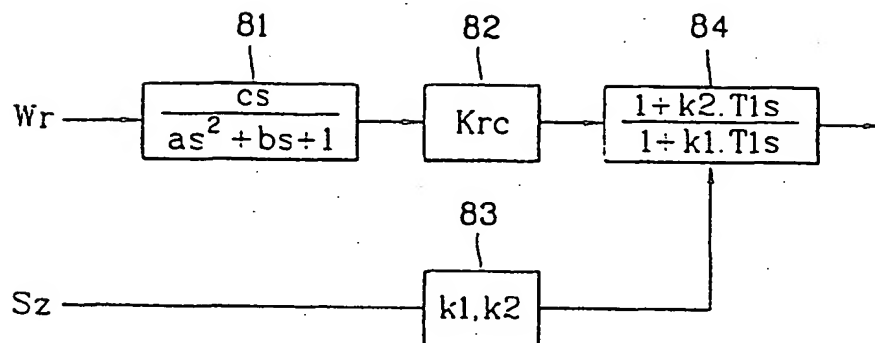 81
82
84
Wr
cs
as² +bs÷1
Krc
1÷k2.T1s
1÷k1.T1s
83
Sz
k1,k2